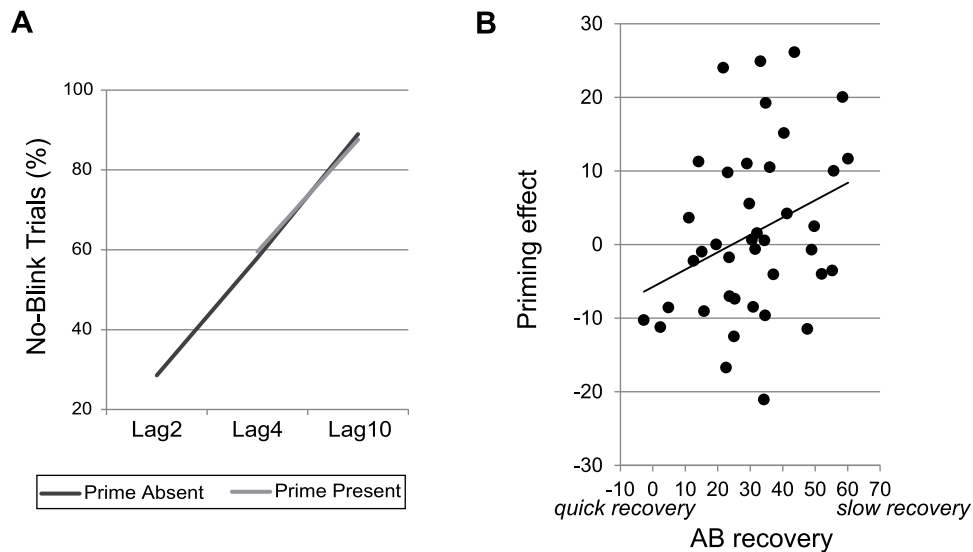 A
No-Blink Trials (%)
100
80
60
40
20
Lag2 Lag4 Lag10
Prime Absent Prime Present
B
Priming effect
30
20
10
0
-10
-20
-30
-10 0 10 20 30 40 50 60 70
quick recovery slow recovery
AB recovery